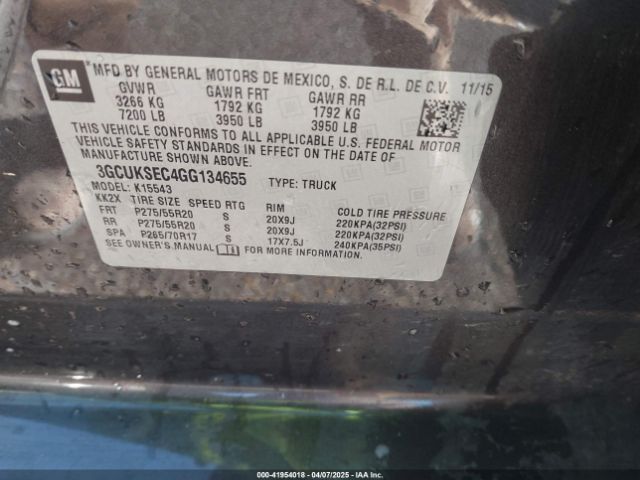 GM
*MFD BY GENERAL MOTORS DE MEXICO, S. DE R.L. DE C.V. 11/15
GVWR GAWR FRT GAWR RR
3266 KG 1792 KG 1792 KG
7200 LB 3950 LB 3950 LB
THIS VEHICLE CONFORMS TO ALL APPLICABLE U.S. FEDERAL MOTOR
VEHICLE SAFETY STANDARDS IN EFFECT ON THE DATE OF
MANUFACTURE SHOWN ABOVE.
3GCUKSEC4GG134655 TYPE: TRUCK
MODEL: K15543
KK2X TIRE SIZE SPEED RTG RIM COLD TIRE PRESSURE
FRT P275/55R20 S 20X9J 220KPA(32PSI)
RR P275/55R20 S 20X9J 220KPA(32PSI)
SPA P265/70R17 S 17X7.5J 240KPA(35PSI)
SEE OWNER'S MANUAL FOR MORE INFORMATION.
000-41954018 - 04/07/2025 - IAAI.COM